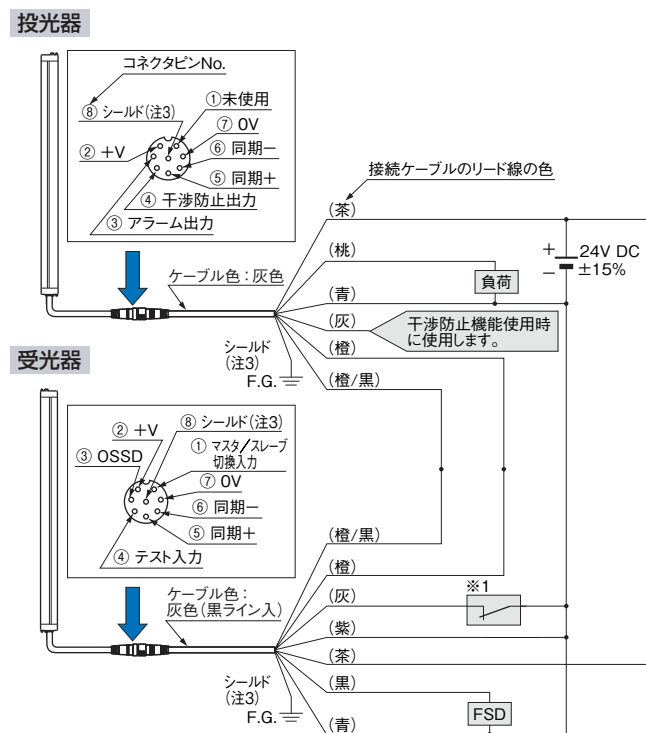 投光器
コネクタピンNo.
⑧ シールド(注3)
①未使用
⑦ 0V
② +V
⑥ 同期－
⑤ 同期＋
④ 干渉防止出力
③ アラーム出力
接続ケーブルのリード線の色
ケーブル色：灰色
(茶)
(桃)
(青)
(灰)
(橙)
(橙/黒)
＋
－
24V DC
±15%
負荷
干渉防止機能使用時
に使用します。
シールド
(注3)
F.G.
受光器
② +V
⑧ シールド(注3)
① マスタ/スレーブ
切換入力
③ OSSD
⑦ 0V
⑥ 同期－
⑤ 同期＋
④ テスト入力
ケーブル色：
灰色(黒ライン入)
(橙/黒)
(橙)
(灰)
(紫)
(茶)
(黒)
(青)
※1
FSD
シールド
(注3)
F.G.